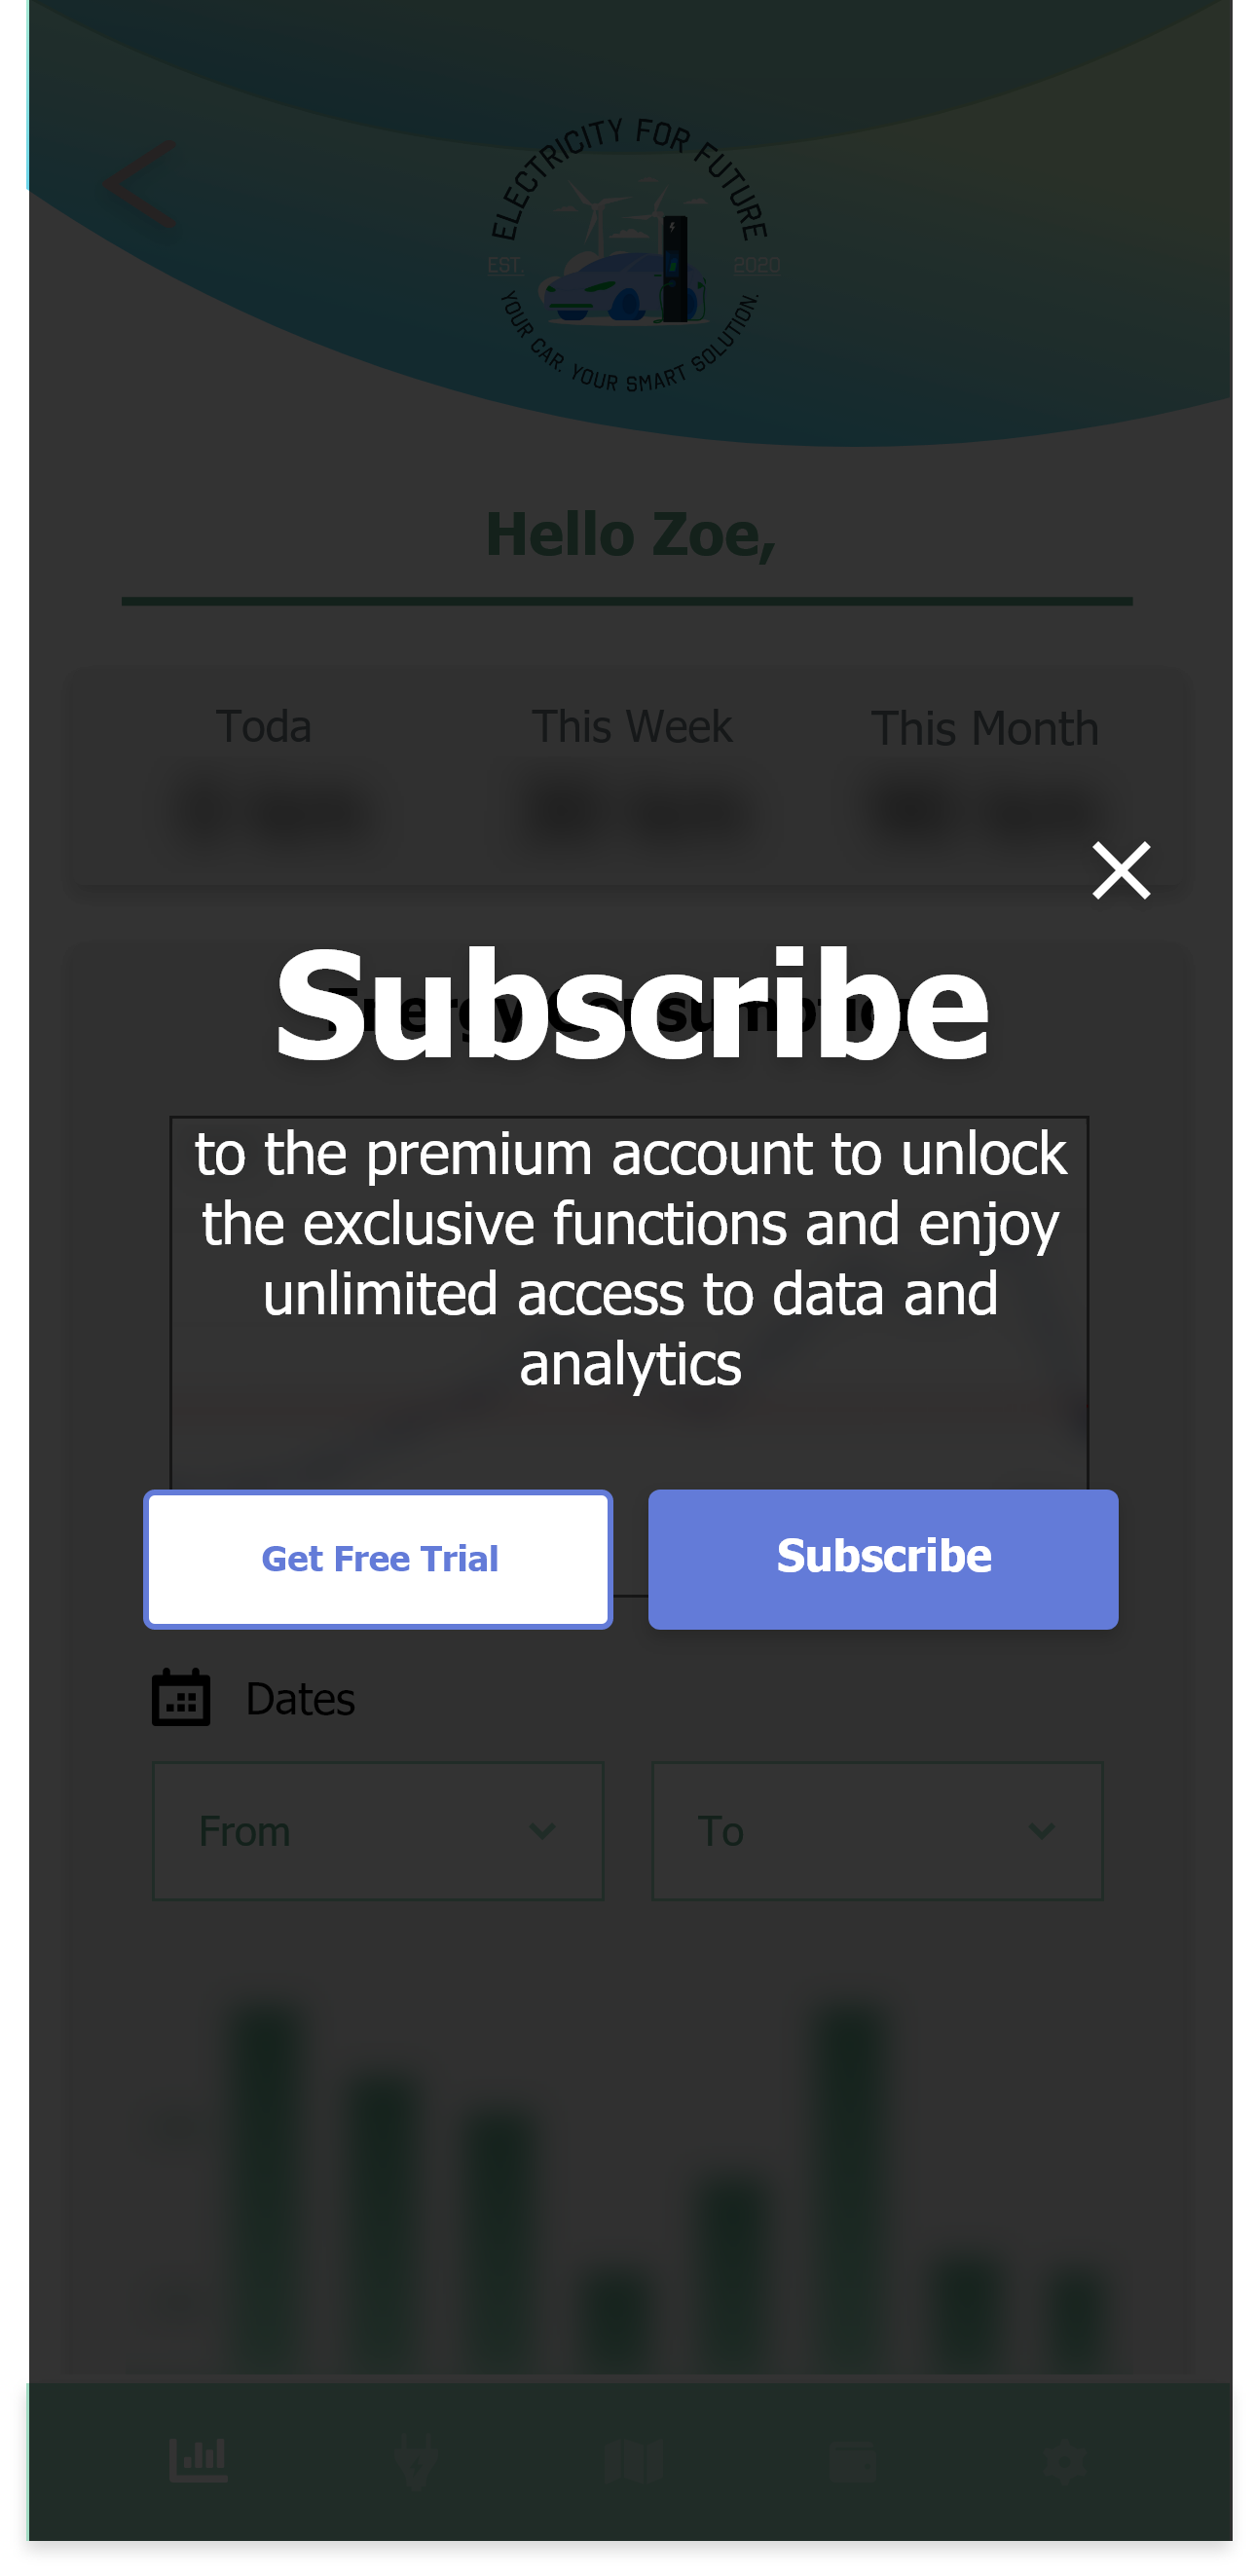 ELECTRICITY FOR FUTURE
EST. 2020
YOUR CAR. YOUR SMART SOLUTION.
Hello Zoe,
Toda This Week This Month
Subscribe
Energy Consumption
to the premium account to unlock
the exclusive functions and enjoy
unlimited access to data and
analytics
Get Free Trial Subscribe
Dates
From To